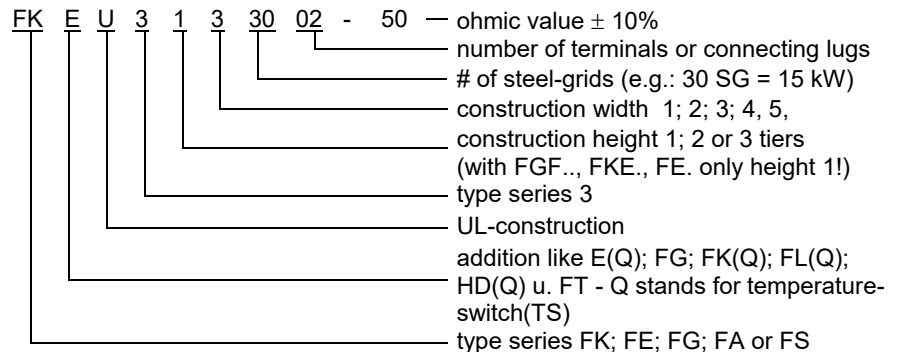 FK E U 3 1 3 30 02 - 50 ohmic value ± 10%
number of terminals or connecting lugs
# of steel-grids (e.g.: 30 SG = 15 kW)
construction width 1; 2; 3; 4, 5,
construction height 1; 2 or 3 tiers
(with FGF.., FKE., FE. only height 1!)
type series 3
UL-construction
addition like E(Q); FG; FK(Q); FL(Q);
HD(Q) u. FT - Q stands for temperature-
switch(TS)
type series FK; FE; FG; FA or FS